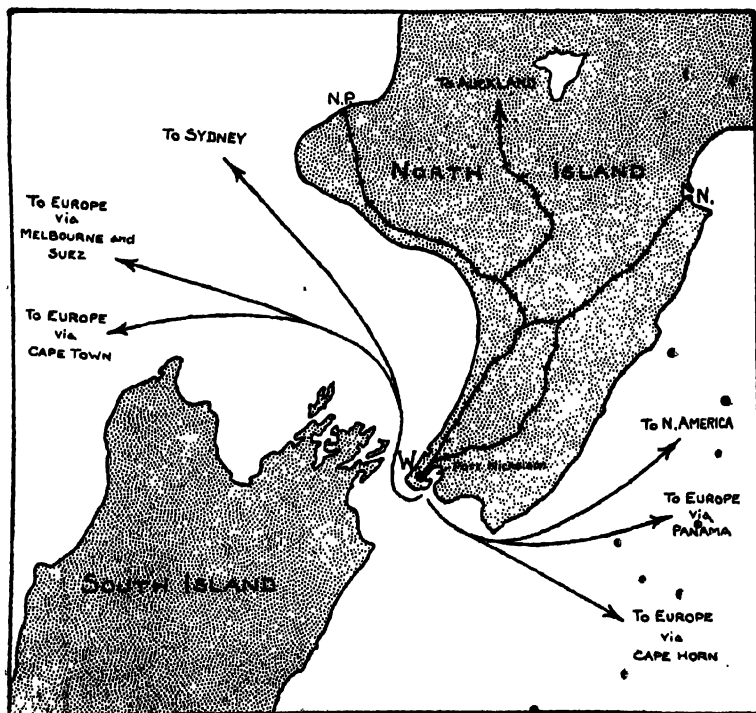 N.P.
To AUCKLAND
To SYDNEY
NORTH ISLAND
N.
To EUROPE
via
MELBOURNE and
SUEZ
To EUROPE
via
CAPE TOWN
To N. AMERICA
W
Port Nicholson
To EUROPE
via
PANAMA
SOUTH ISLAND
To EUROPE
via
CAPE HORN